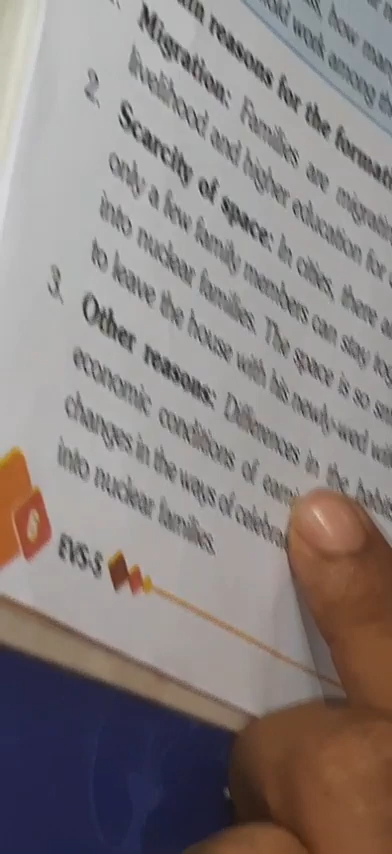 how man
old work among th
in reasons for the formati
Migration: Families are migrati
livelihood and higher education for
2. Scarcity of space: In cities, there a
only a few family members can stay tog
into nuclear families. The space is so s
to leave the house with his newly-wed wi
3. Other reasons: Differences in the
economic conditions of earni
changes in the ways of celebra
into nuclear families.
EVS-5